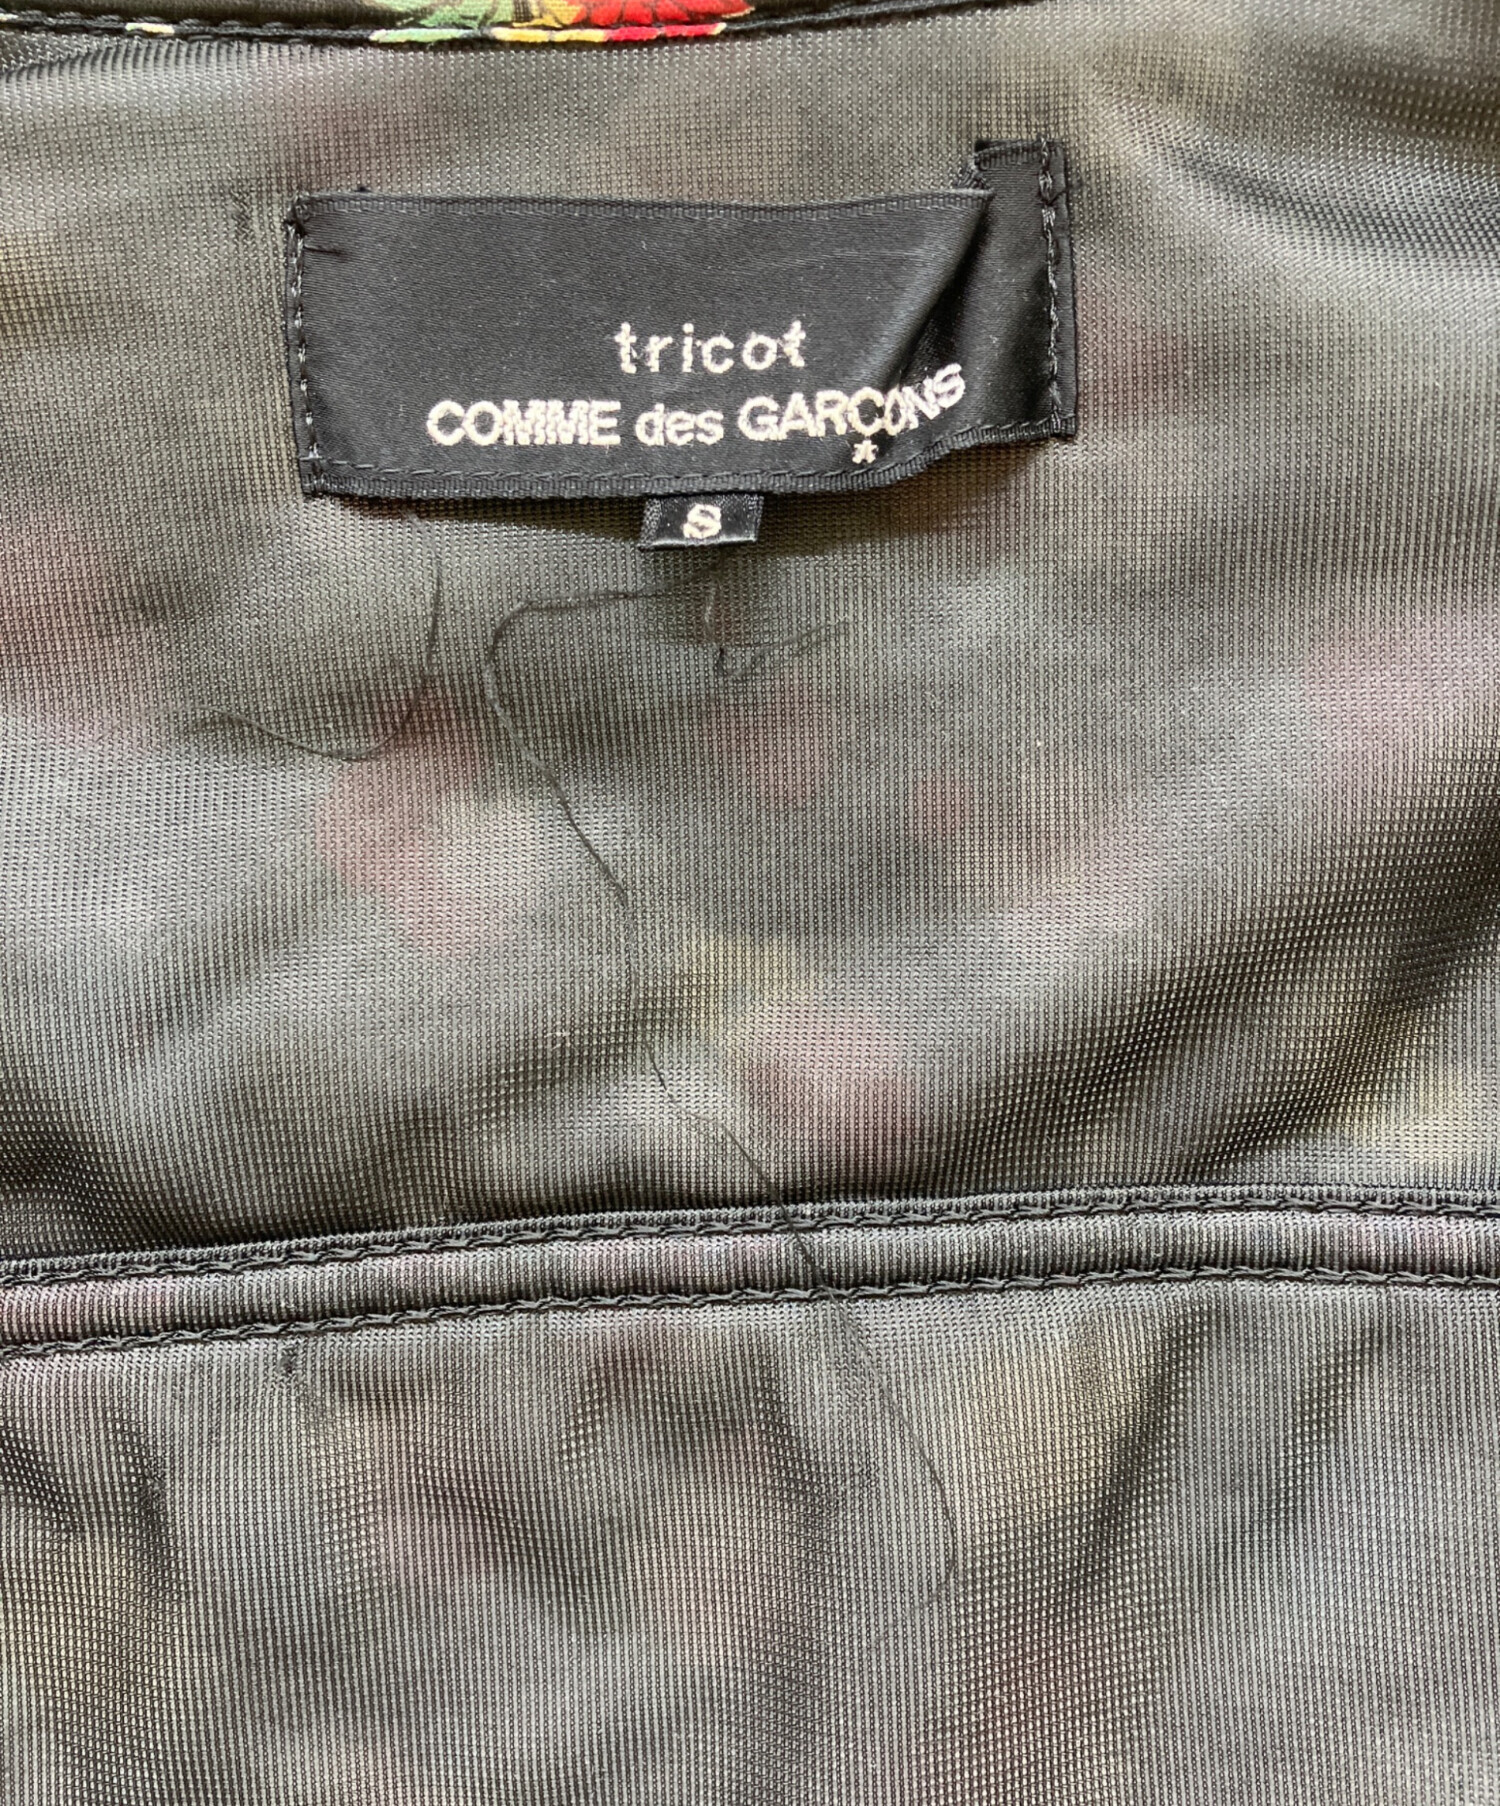 tricot
COMME des GARÇONS
*
S